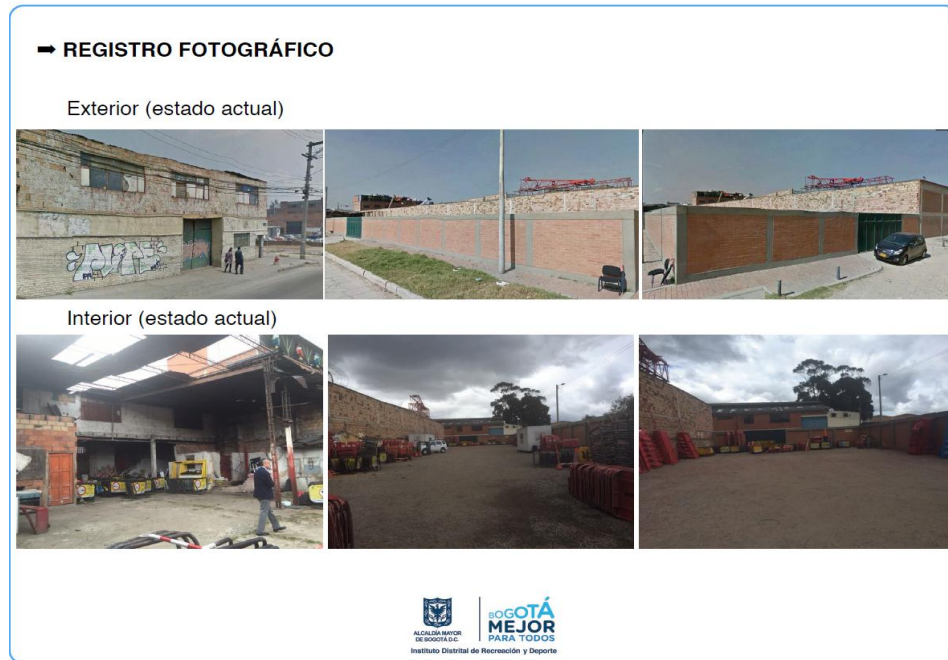 ➡ REGISTRO FOTOGRÁFICO
Exterior (estado actual)
Interior (estado actual)
ALCALDÍA MAYOR
DE BOGOTÁ D.C.
BOGOTÁ
MEJOR
PARA TODOS
Instituto Distrital de Recreación y Deporte